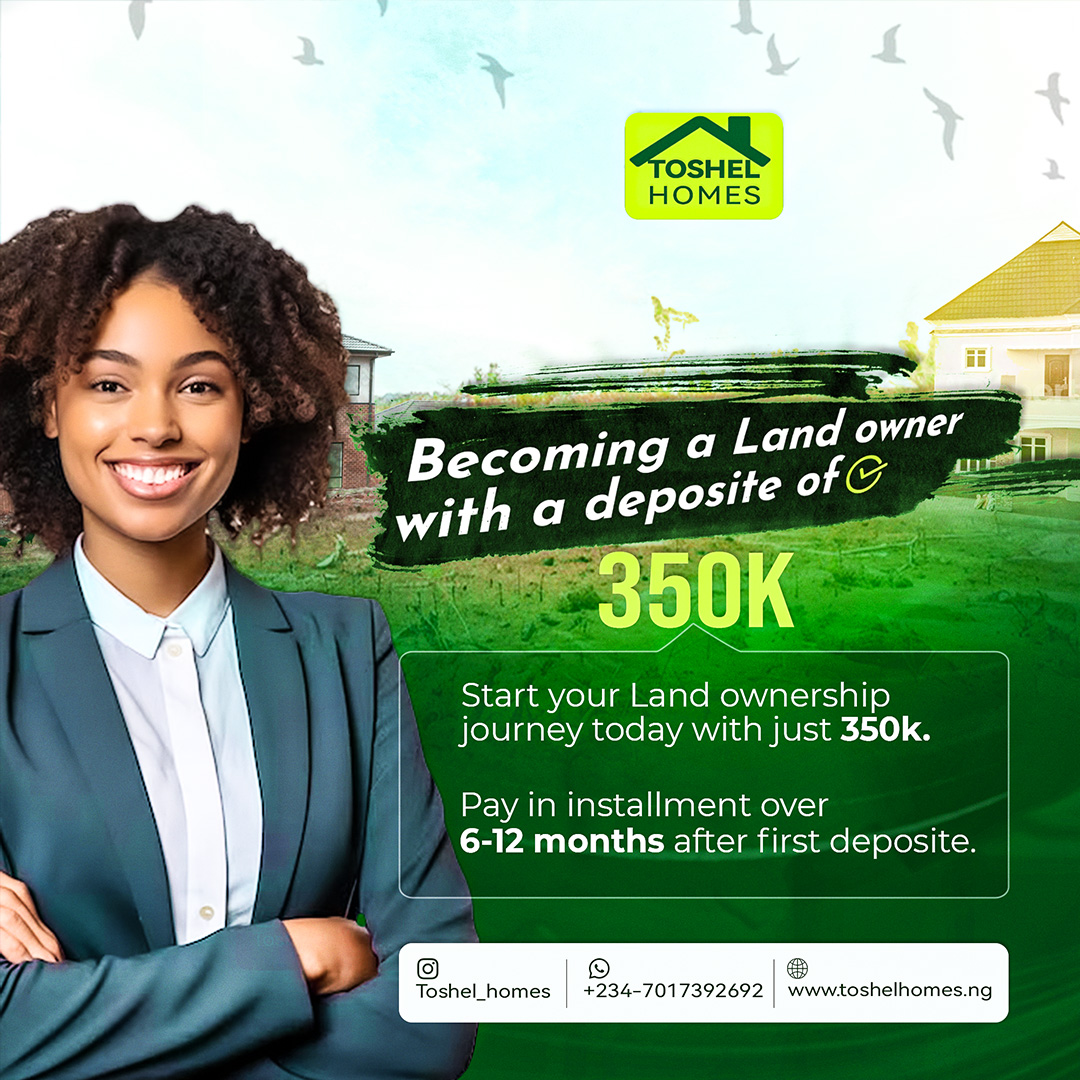 TOSHEL
HOMES
Becoming a Land owner
with a deposite of
350K
Start your Land ownership
journey today with just 350k.
Pay in installment over
6-12 months after first deposite.
Toshel_homes
+234-7017392692
www.toshelhomes.ng